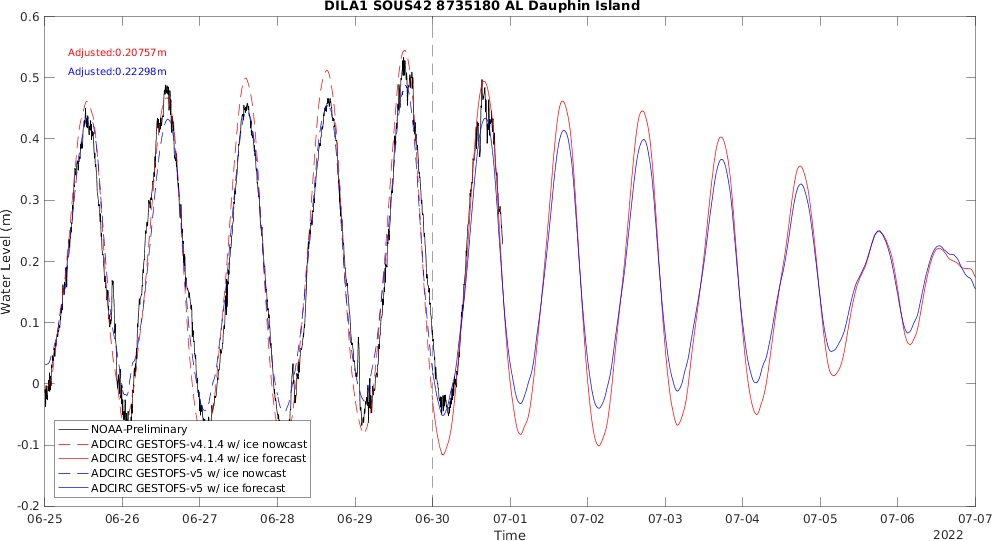 DILA1 SOUS42 8735180 AL Dauphin Island
0.6
Adjusted:0.20757m
Adjusted:0.22298m
0.5
0.4
0.3
0.2
0.1
0
-0.1
-0.2
Water Level (m)
NOAA-Preliminary
ADCIRC GESTOFS-v4.1.4 w/ ice nowcast
ADCIRC GESTOFS-v4.1.4 w/ ice forecast
ADCIRC GESTOFS-v5 w/ ice nowcast
ADCIRC GESTOFS-v5 w/ ice forecast
06-25 06-26 06-27 06-28 06-29 06-30 07-01 07-02 07-03 07-04 07-05 07-06 07-07
Time
2022